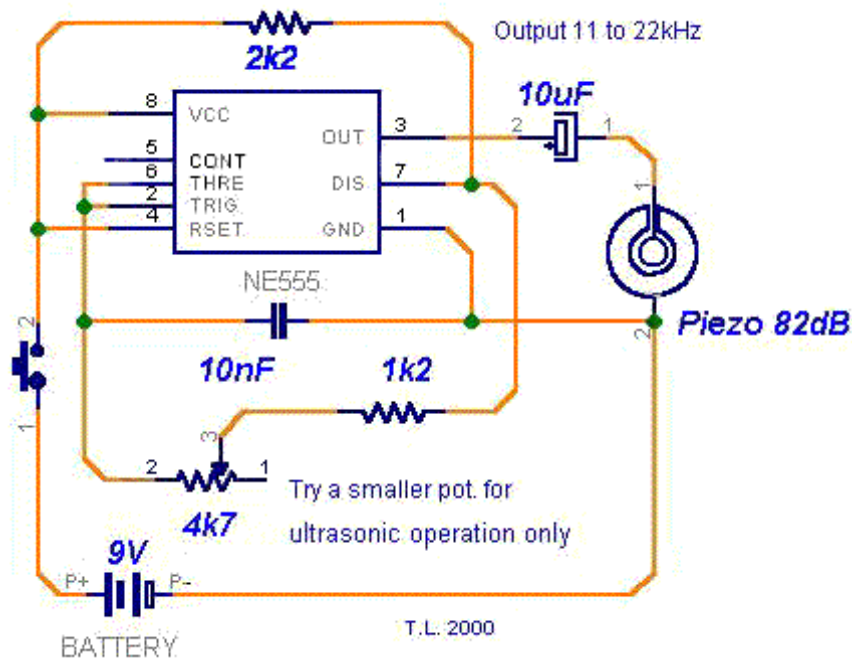 Output 11 to 22kHz
2k2
10uF
8
VCC
OUT
3
2
1
5
CONT
6
THRE
DIS
7
2
TRIG
4
RSET
GND
1
1
NE555
2
10nF
1k2
2
Piezo 82dB
1
3
2
1
4k7
Try a smaller pot. for
ultrasonic operation only
9V
P+
P-
BATTERY
T.L. 2000